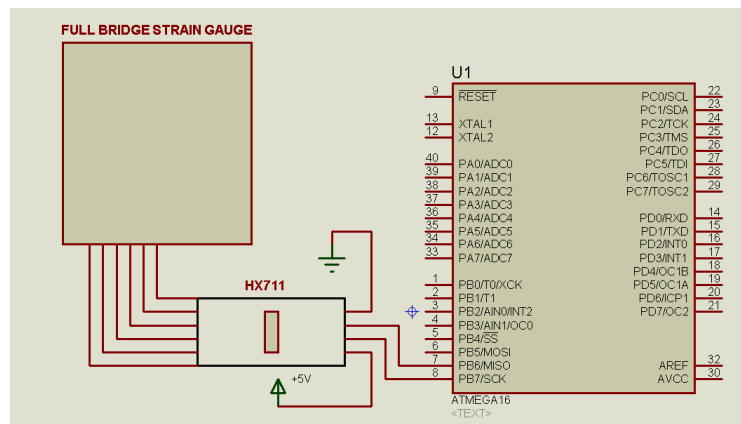 FULL BRIDGE STRAIN GAUGE
HX711
+5V
U1
9 RESET
13 XTAL1
12 XTAL2
40 PA0/ADC0
39 PA1/ADC1
38 PA2/ADC2
37 PA3/ADC3
36 PA4/ADC4
35 PA5/ADC5
34 PA6/ADC6
33 PA7/ADC7
1 PB0/T0/XCK
2 PB1/T1
3 PB2/AIN0/INT2
4 PB3/AIN1/OC0
5 PB4/SS
6 PB5/MOSI
7 PB6/MISO
8 PB7/SCK
PC0/SCL 22
PC1/SDA 23
PC2/TCK 24
PC3/TMS 25
PC4/TDO 26
PC5/TDI 27
PC6/TOSC1 28
PC7/TOSC2 29
PD0/RXD 14
PD1/TXD 15
PD2/INT0 16
PD3/INT1 17
PD4/OC1B 18
PD5/OC1A 19
PD6/ICP1 20
PD7/OC2 21
AREF 32
AVCC 30
ATMEGA16
<TEXT>